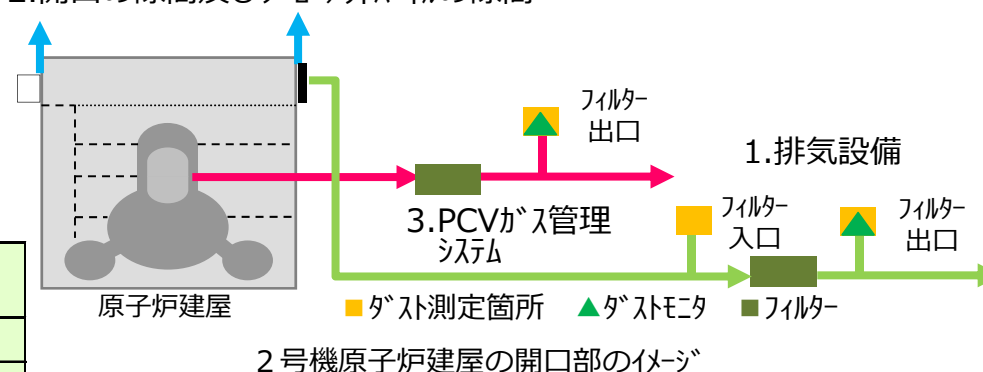 フィルター
出口
1.排気設備
3.PCVｶﾞｽ管理
ｼｽﾃﾑ
ﾌｨﾙﾀｰ
入口
ﾌｨﾙﾀｰ
出口
原子炉建屋
■ﾀﾞｽﾄ測定箇所 ▲ﾀﾞｽﾄﾓﾆﾀ ■ﾌｨﾙﾀｰ
２号機原子炉建屋の開口部のｲﾒｰｼﾞ